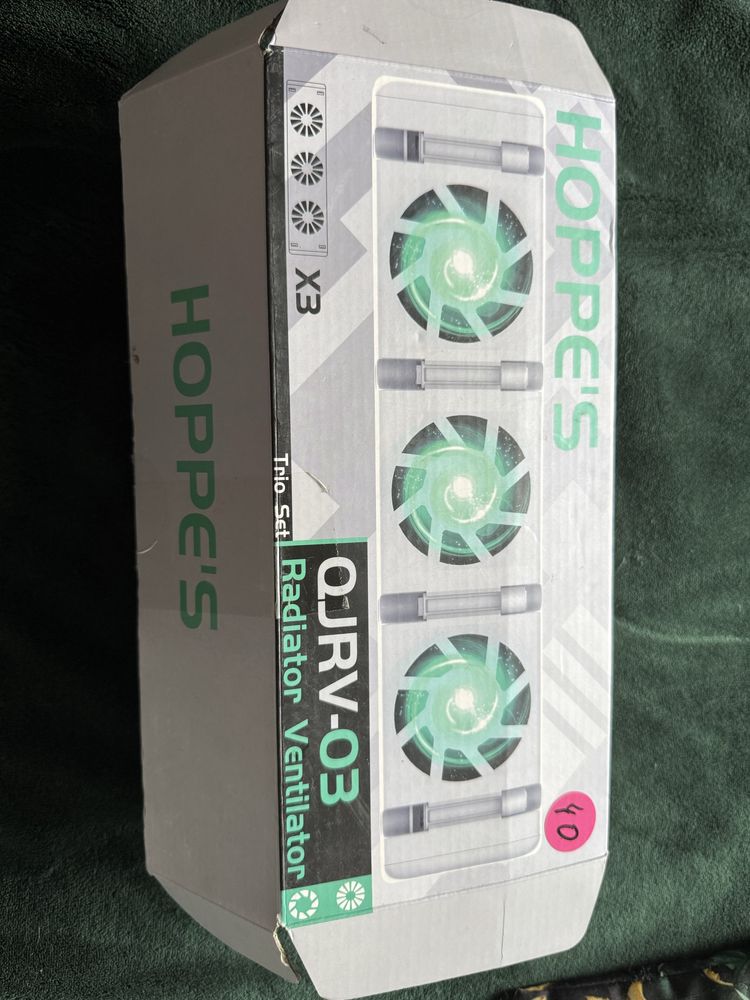 HOPPE'S
X3
Trio Set
QJRV-03
Radiator Ventilator
40
HOPPE'S